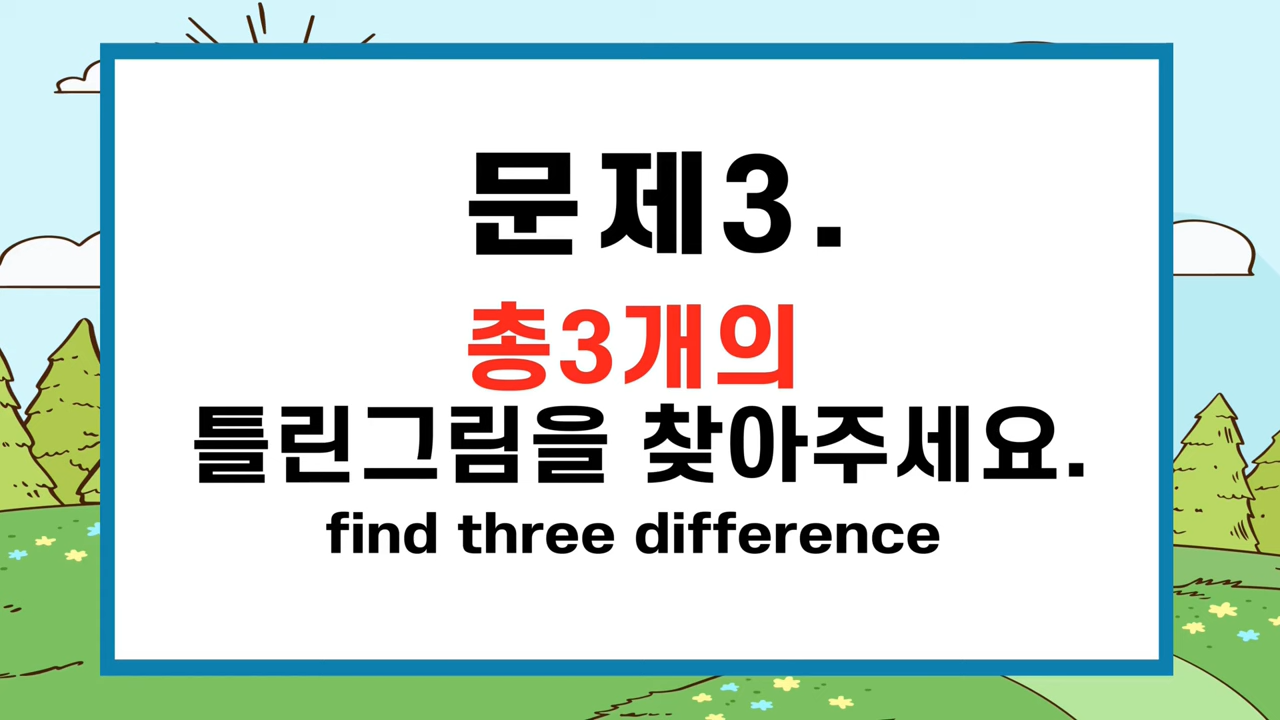 문제3.
총3개의
틀린그림을 찾아주세요.
find three difference